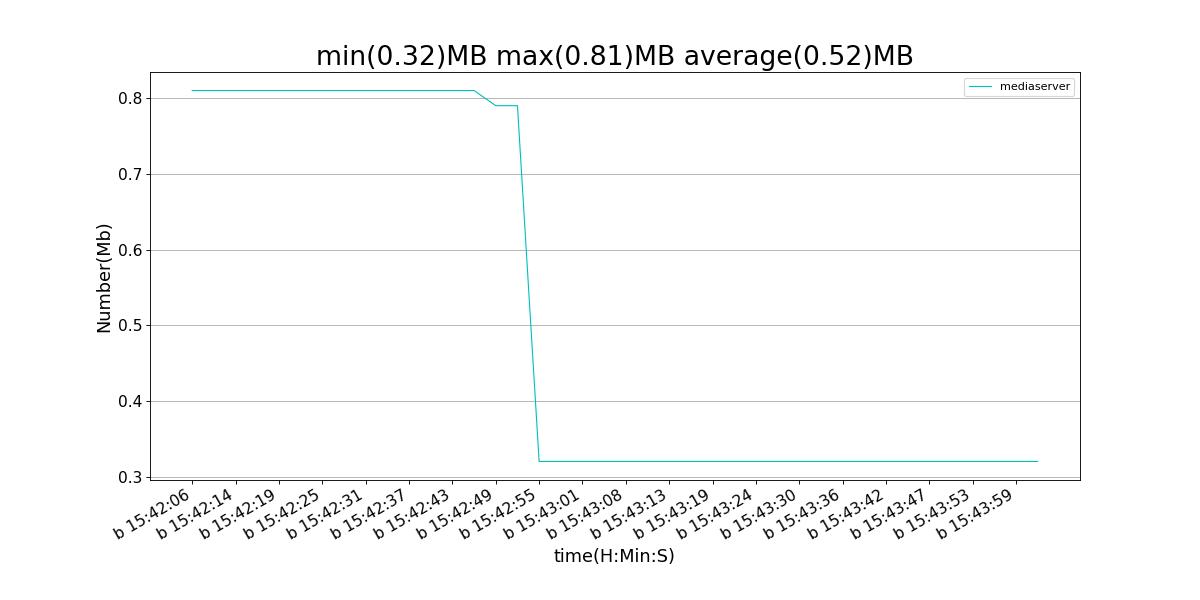 min(0.32)MB max(0.81)MB average(0.52)MB
mediaserver
0.8
0.7
0.6
0.5
0.4
0.3
Number(Mb)
b 15:42:06
b 15:42:14
b 15:42:19
b 15:42:25
b 15:42:31
b 15:42:37
b 15:42:43
b 15:42:49
b 15:42:55
b 15:43:01
b 15:43:08
b 15:43:13
b 15:43:19
b 15:43:24
b 15:43:30
b 15:43:36
b 15:43:42
b 15:43:47
b 15:43:53
b 15:43:59
time(H:Min:S)